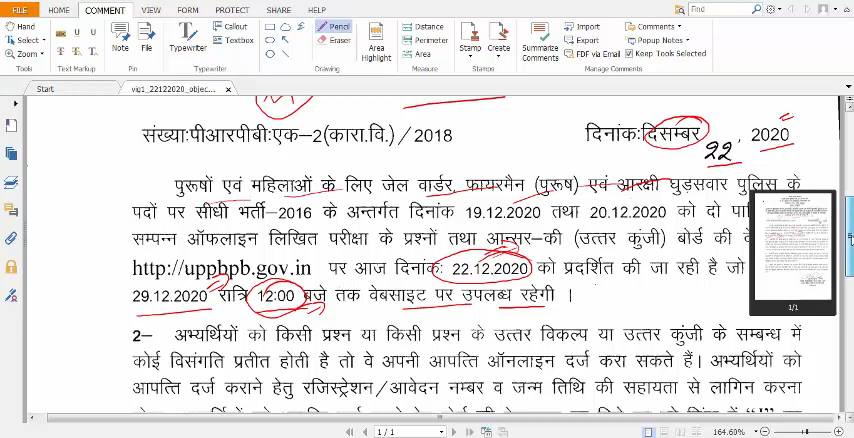 FILE HOME COMMENT VIEW FORM PROTECT SHARE HELP Find
Hand
Select
Zoom
Tools
Text Markup
Note File
Pin
Typewriter
Callout
Textbox
Typewriter
Pencil
Eraser
Drawing
Area Highlight
Distance
Perimeter
Area
Measure
Stamp Create
Stamps
Summarize Comments
Import
Export
FDF via Email
Comments
Popup Notes
Keep Tools Selected
Manage Comments
Start vig1_22122020_objec...
संख्याःपीआरपीबीःएक–2(कारा.वि.)/2018 दिनांकःदिसम्बर 22, 2020
पुरूषों एवं महिलाओं के लिए जेल वार्डर, फायरमैन (पुरूष) एवं आरक्षी घुड़सवार पुलिस के
पदों पर सीधी भर्ती–2016 के अन्तर्गत दिनांक 19.12.2020 तथा 20.12.2020 को दो
सम्पन्न ऑफलाइन लिखित परीक्षा के प्रश्नों तथा आन्सर–की (उत्तर कुंजी) बोर्ड की
http://upphpb.gov.in पर आज दिनांकः 22.12.2020 को प्रदर्शित की जा रही है जो
29.12.2020 रात्रि 12:00 बजे तक वेबसाइट पर उपलब्ध रहेगी ।
2– अभ्यर्थियों को किसी प्रश्न या किसी प्रश्न के उत्तर विकल्प या उत्तर कुंजी के सम्बन्ध में
कोई विसंगति प्रतीत होती है तो वे अपनी आपत्ति ऑनलाइन दर्ज करा सकते हैं। अभ्यर्थियों को
आपत्ति दर्ज कराने हेतु रजिस्ट्रेशन/आवेदन नम्बर व जन्म तिथि की सहायता से लागिन करना
1/1
1 / 1 164.60%